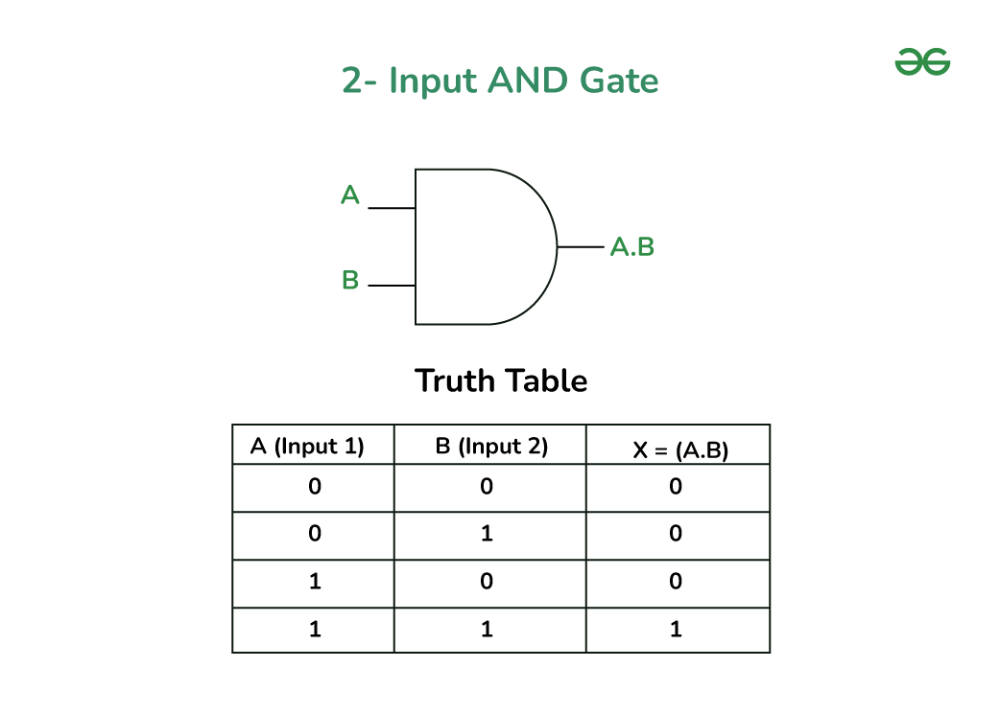 2- Input AND Gate
A
B
A.B
Truth Table
A (Input 1) B (Input 2) X = (A.B)
0 0 0
0 1 0
1 0 0
1 1 1